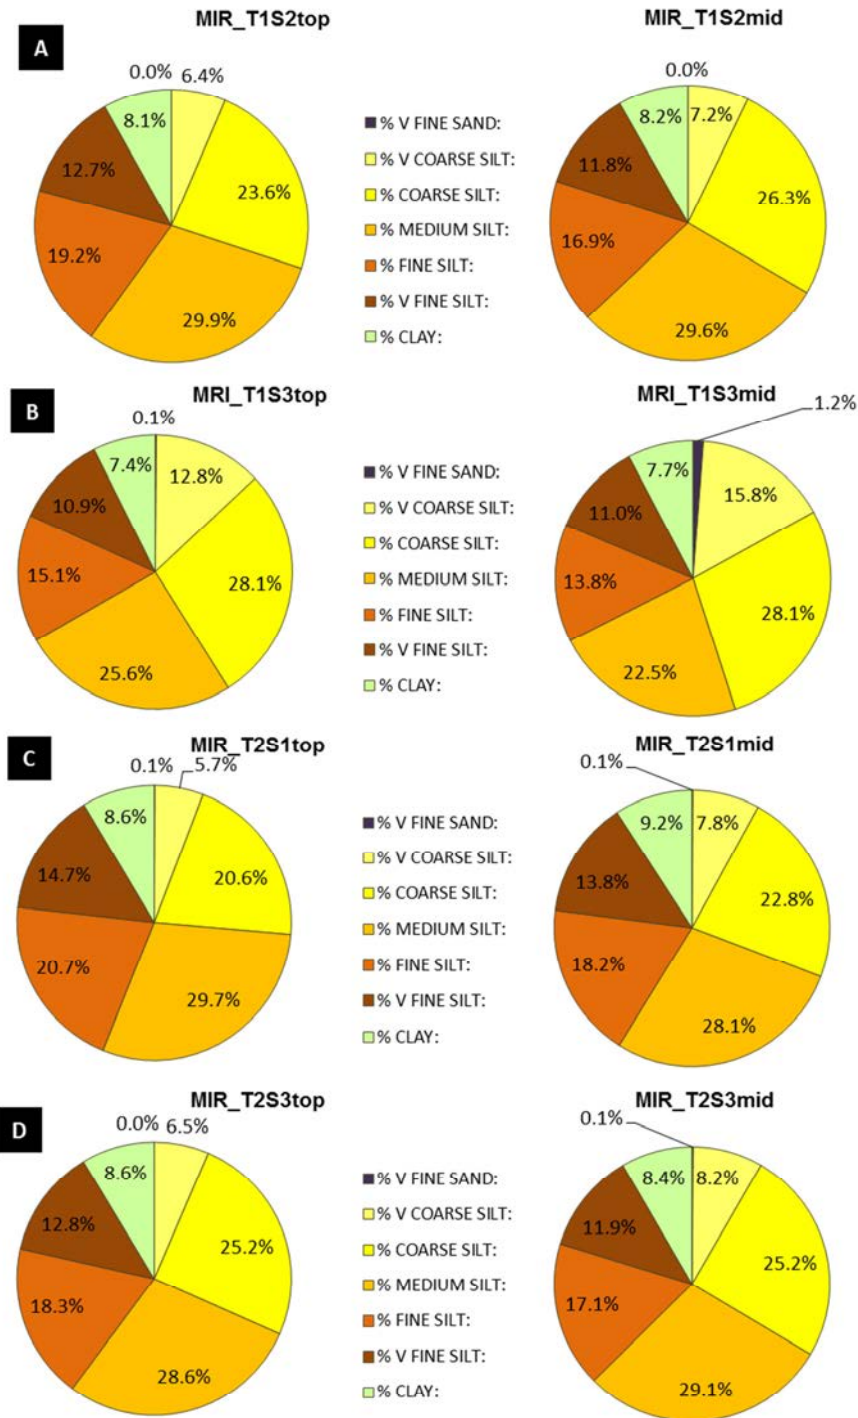 A
MIR_T1S2top
0.0%
6.4%
8.1%
12.7%
23.6%
19.2%
29.9%
% V FINE SAND:
% V COARSE SILT:
% COARSE SILT:
% MEDIUM SILT:
% FINE SILT:
% V FINE SILT:
% CLAY:
MIR_T1S2mid
0.0%
8.2%
7.2%
11.8%
26.3%
16.9%
29.6%
B
MRI_T1S3top
0.1%
7.4%
12.8%
10.9%
15.1%
28.1%
25.6%
% V FINE SAND:
% V COARSE SILT:
% COARSE SILT:
% MEDIUM SILT:
% FINE SILT:
% V FINE SILT:
% CLAY:
MRI_T1S3mid
1.2%
7.7%
15.8%
11.0%
13.8%
28.1%
22.5%
C
MIR_T2S1top
0.1%
5.7%
8.6%
14.7%
20.6%
20.7%
29.7%
% V FINE SAND:
% V COARSE SILT:
% COARSE SILT:
% MEDIUM SILT:
% FINE SILT:
% V FINE SILT:
% CLAY:
MIR_T2S1mid
0.1%
9.2%
7.8%
13.8%
22.8%
18.2%
28.1%
D
MIR_T2S3top
0.0%
6.5%
8.6%
12.8%
25.2%
18.3%
28.6%
% V FINE SAND:
% V COARSE SILT:
% COARSE SILT:
% MEDIUM SILT:
% FINE SILT:
% V FINE SILT:
% CLAY:
MIR_T2S3mid
0.1%
8.4%
8.2%
11.9%
25.2%
17.1%
29.1%